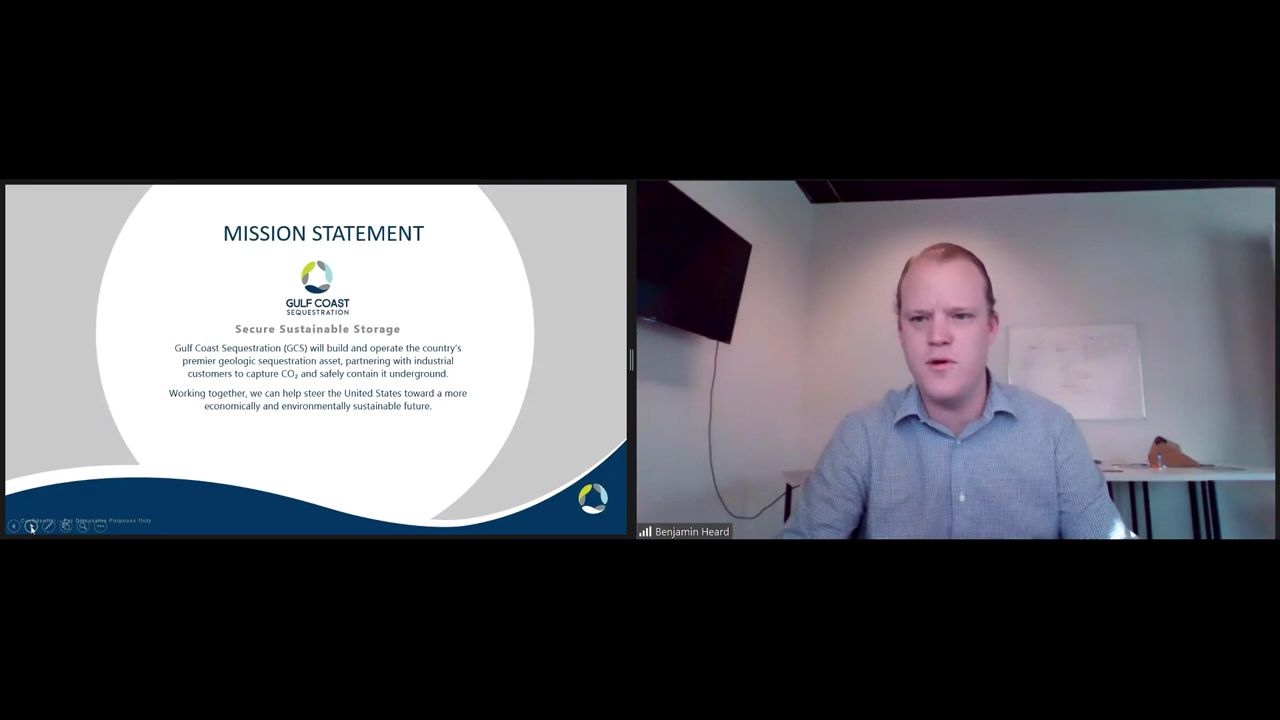 MISSION STATEMENT
GULF COAST
SEQUESTRATION
Secure Sustainable Storage
Gulf Coast Sequestration (GCS) will build and operate the country's
premier geologic sequestration asset, partnering with industrial
customers to capture CO₂ and safely contain it underground.
Working together, we can help steer the United States toward a more
economically and environmentally sustainable future.
Purposes Only
Benjamin Heard